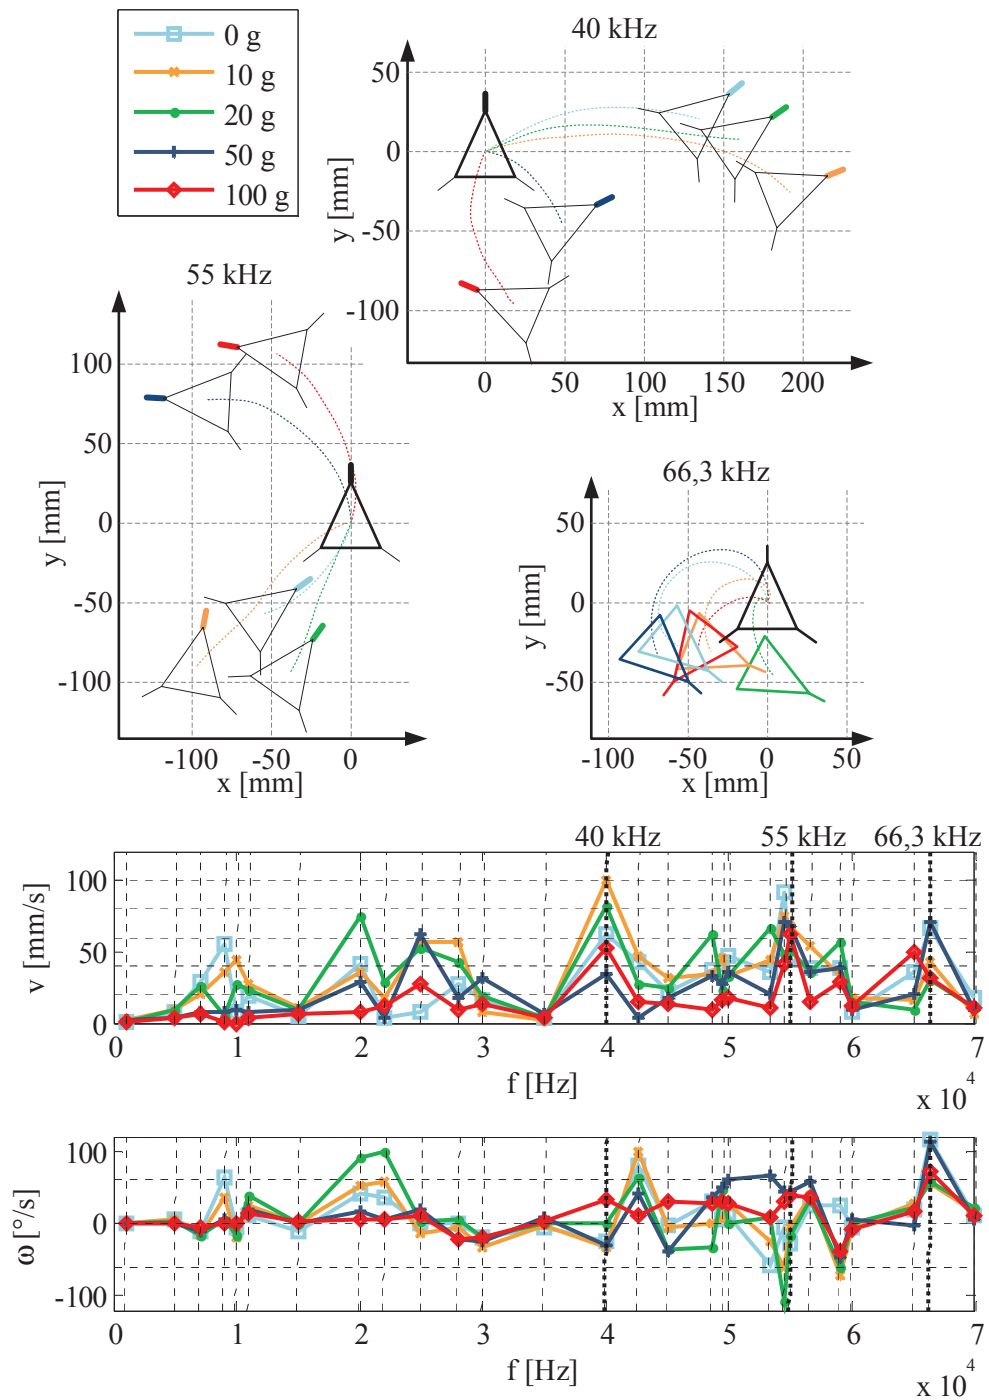 0 g
10 g
20 g
50 g
100 g
40 kHz
50
0
-50
-100
y [mm]
0
50
100
150
200
x [mm]
55 kHz
100
50
0
-50
-100
y [mm]
-100
-50
0
x [mm]
66,3 kHz
50
0
-50
y [mm]
-100
-50
0
50
x [mm]
40 kHz
55 kHz
66,3 kHz
100
50
0
v [mm/s]
0
1
2
3
4
5
6
7
f [Hz]
x 10^4
100
0
-100
ω [°/s]
0
1
2
3
4
5
6
7
f [Hz]
x 10^4